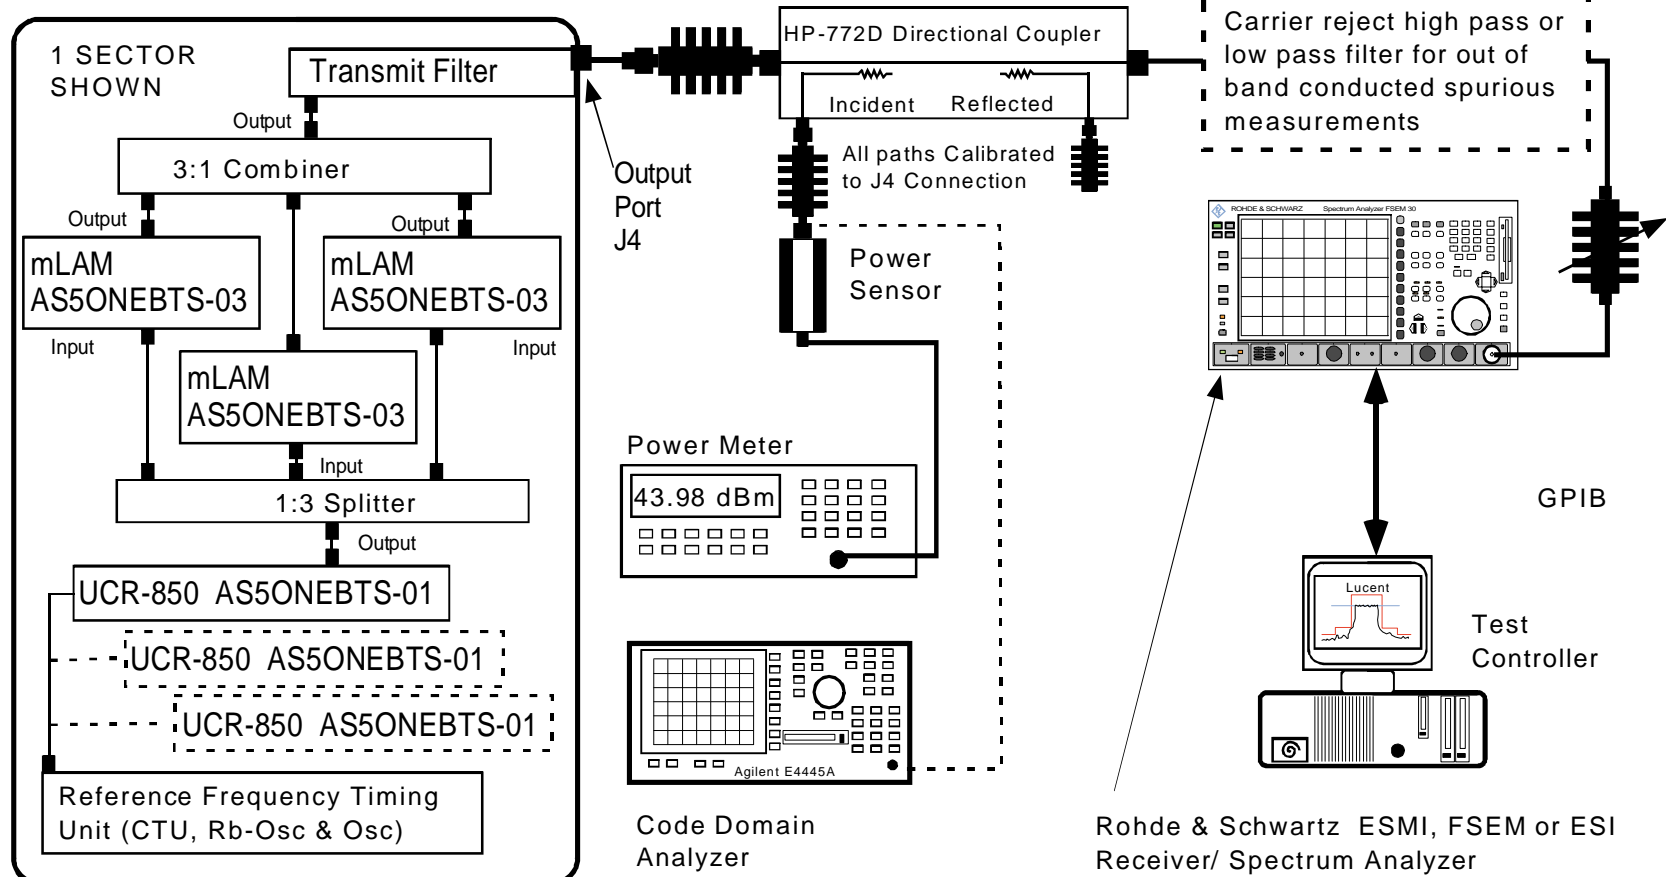 1 SECTOR
SHOWN
Transmit Filter
Output
3:1 Combiner
Output
Output
mLAM
AS5ONEBTS-03
mLAM
AS5ONEBTS-03
Input
Input
mLAM
AS5ONEBTS-03
Input
1:3 Splitter
Output
UCR-850 AS5ONEBTS-01
UCR-850 AS5ONEBTS-01
UCR-850 AS5ONEBTS-01
Reference Frequency Timing
Unit (CTU, Rb-Osc & Osc)
Output
Port
J4
HP-772D Directional Coupler
Incident
Reflected
All paths Calibrated
to J4 Connection
Power
Sensor
Power Meter
43.98 dBm
Agilent E4445A
Code Domain
Analyzer
Carrier reject high pass or
low pass filter for out of
band conducted spurious
measurements
ROHDE & SCHWARZ Spectrum Analyzer FSEM 30
GPIB
Lucent
Test
Controller
Rohde & Schwartz ESMI, FSEM or ESI
Receiver/ Spectrum Analyzer